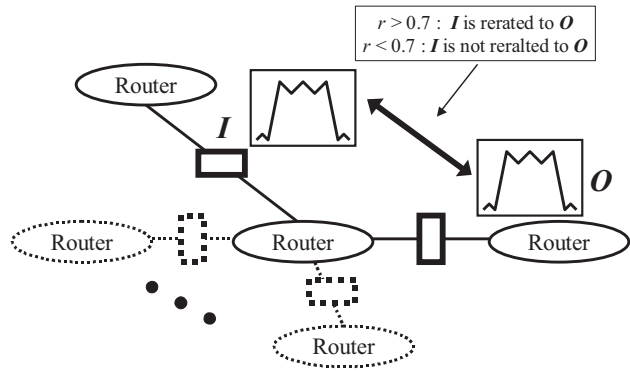 r > 0.7 : I is rerated to O
r < 0.7 : I is not reralted to O
Router
I
O
Router
Router
Router
Router